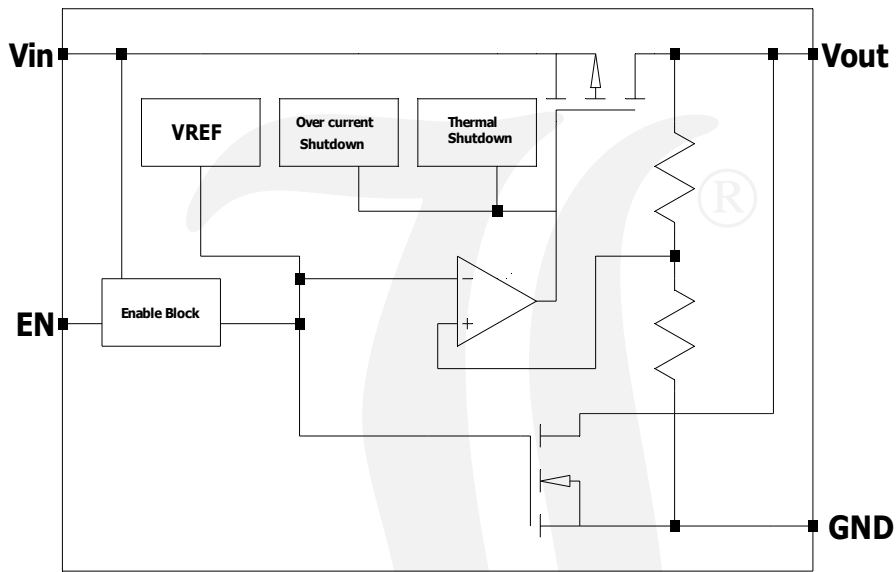 Vin
Vout
VREF
Over current
Shutdown
Thermal
Shutdown
®
−
+
EN
Enable Block
GND